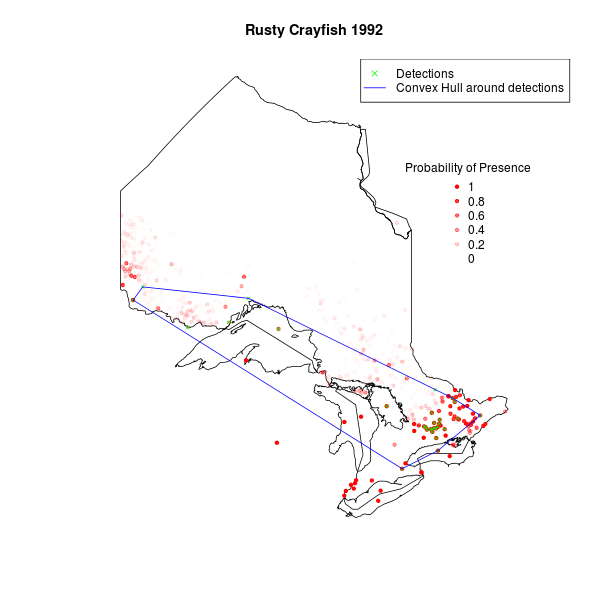 Rusty Crayfish 1992
Detections
Convex Hull around detections
Probability of Presence
1
0.8
0.6
0.4
0.2
0